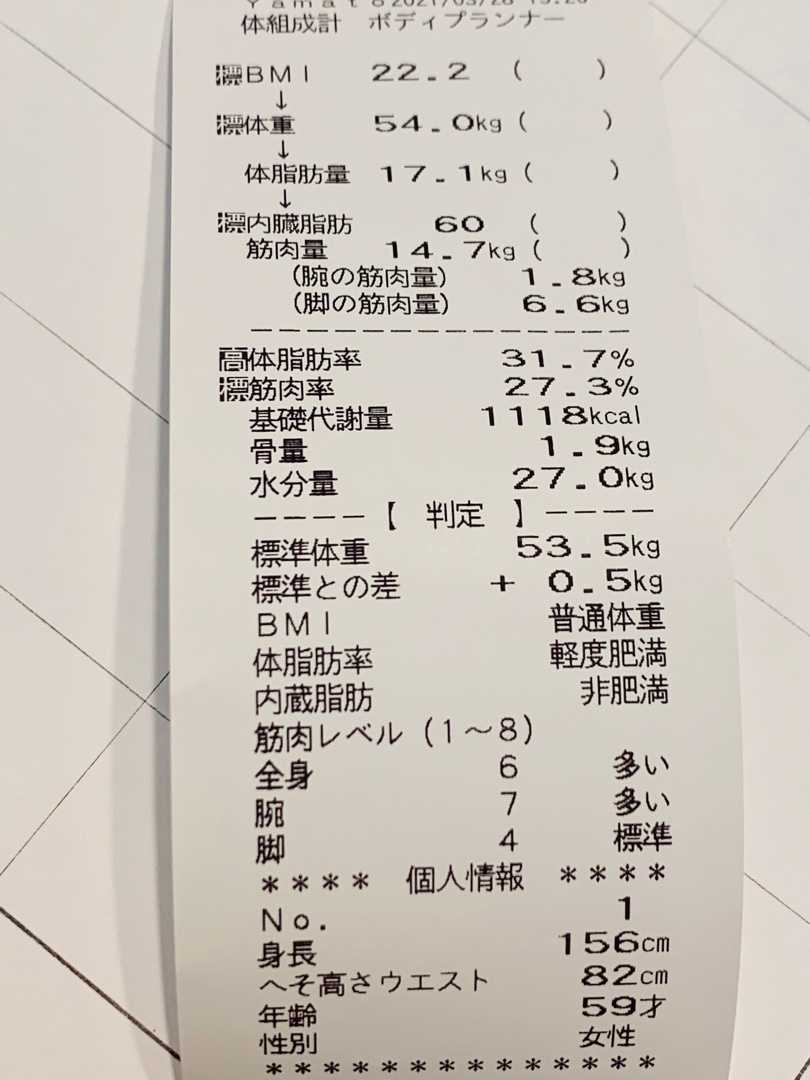 体組成計 ボディプランナー
標BMI 22.2 ( )
↓
標体重 54.0kg ( )
↓
体脂肪量 17.1kg ( )
↓
標内臓脂肪 60 ( )
筋肉量 14.7kg ( )
(腕の筋肉量) 1.8kg
(脚の筋肉量) 6.6kg
---------------
高体脂肪率 31.7%
標筋肉率 27.3%
基礎代謝量 1118kcal
骨量 1.9kg
水分量 27.0kg
----【 判定 】----
標準体重 53.5kg
標準との差 + 0.5kg
BMI 普通体重
体脂肪率 軽度肥満
内蔵脂肪 非肥満
筋肉レベル(1〜8)
全身 6 多い
腕 7 多い
脚 4 標準
**** 個人情報 ****
No. 1
身長 156cm
へそ高さウエスト 82cm
年齢 59才
性別 女性
***************